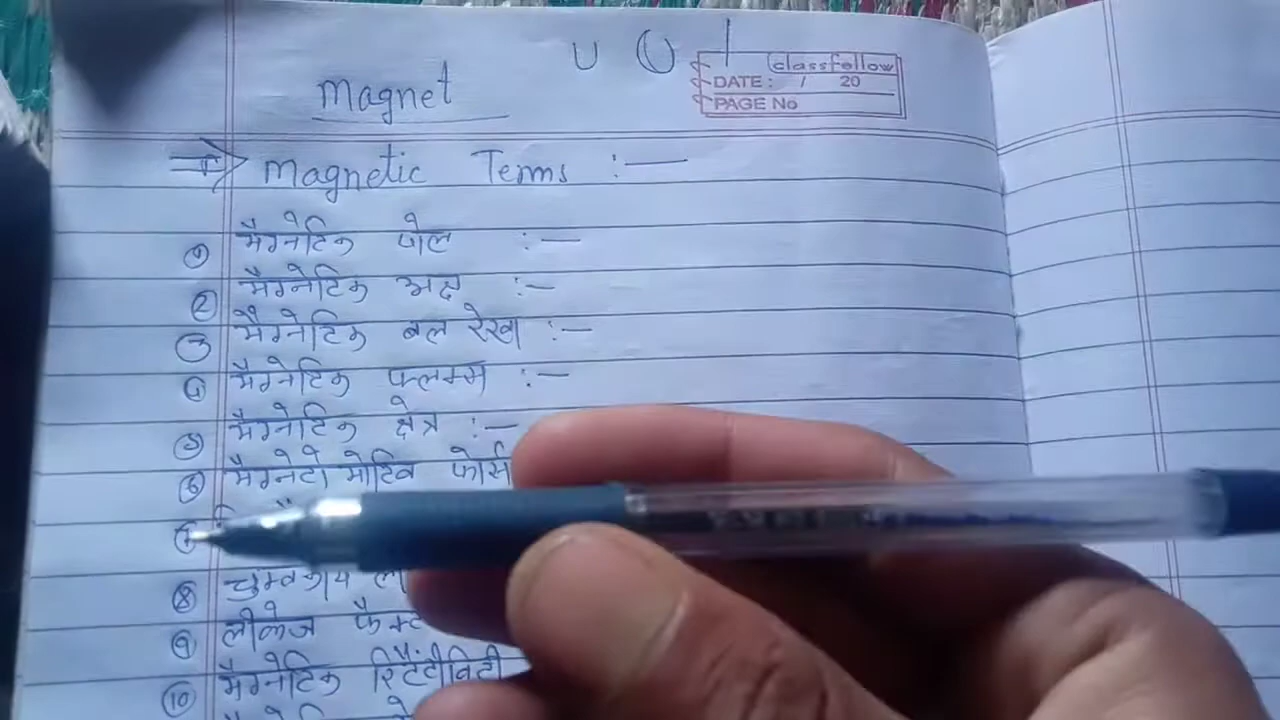 U U |
Magnet
classfellow
DATE : / 20
PAGE No
⇒ Magnetic Terms :—
① मैग्नेटिक पोल :—
② मैग्नेटिक अक्ष :—
③ मैग्नेटिक बल रेखा :—
④ मैग्नेटिक फ्लक्स :—
⑤ मैग्नेटिक क्षेत्र :—
⑥ मैग्नेटो मोटिव फोर्स
⑦
⑧ चुम्बकीय
⑨ लीकेज
⑩ मैग्नेटिक रिटैंटीविटी